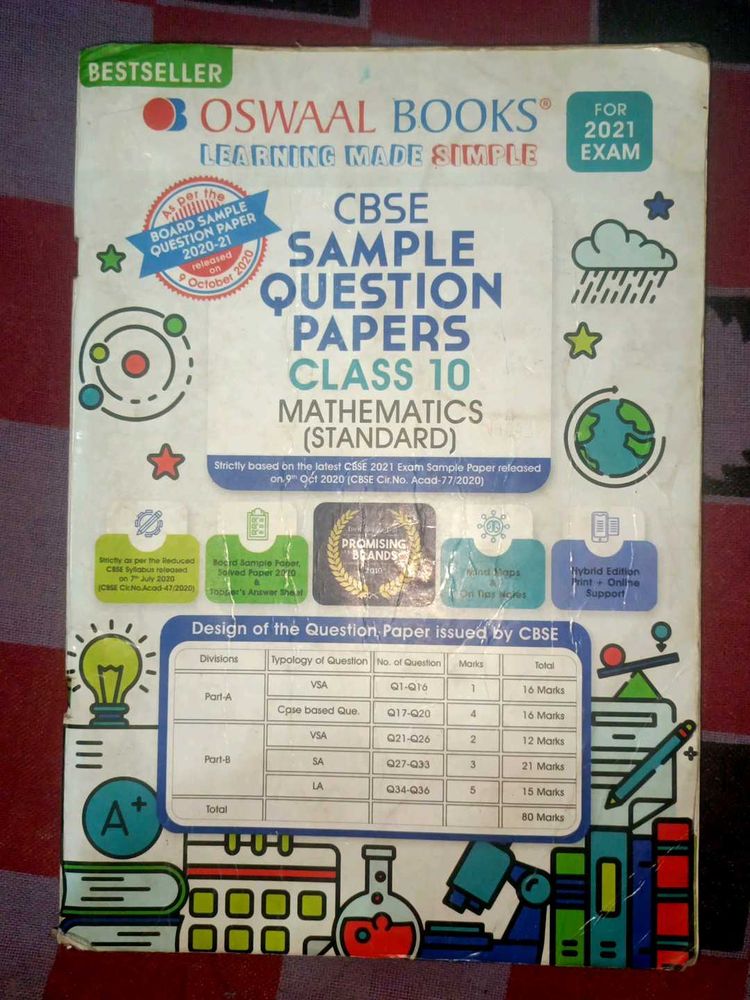 BESTSELLER
OSWAAL BOOKS®
LEARNING MADE SIMPLE
FOR
2021
EXAM
As per the
BOARD SAMPLE
QUESTION PAPER
2020-21
released
on
9 October 2020
CBSE
SAMPLE
QUESTION
PAPERS
CLASS 10
MATHEMATICS
(STANDARD)
Strictly based on the latest CBSE 2021 Exam Sample Paper released
on 9th Oct 2020 (CBSE Cir.No. Acad-77/2020)
Strictly as per the Reduced
CBSE Syllabus released
on 7th July 2020
(CBSE Cir.No.Acad-47/2020)
Board Sample Paper,
Solved Paper 2020
&
Topper's Answer Sheet
PROMISING
BRANDS
Mind Maps
&
On Tips Notes
Hybrid Edition
Print + Online
Support
Design of the Question Paper issued by CBSE
Divisions Typology of Question No. of Question Marks Total
Part-A VSA Q1-Q16 1 16 Marks
Case based Que. Q17-Q20 4 16 Marks
Part-B VSA Q21-Q26 2 12 Marks
SA Q27-Q33 3 21 Marks
LA Q34-Q36 5 15 Marks
Total 80 Marks
A+